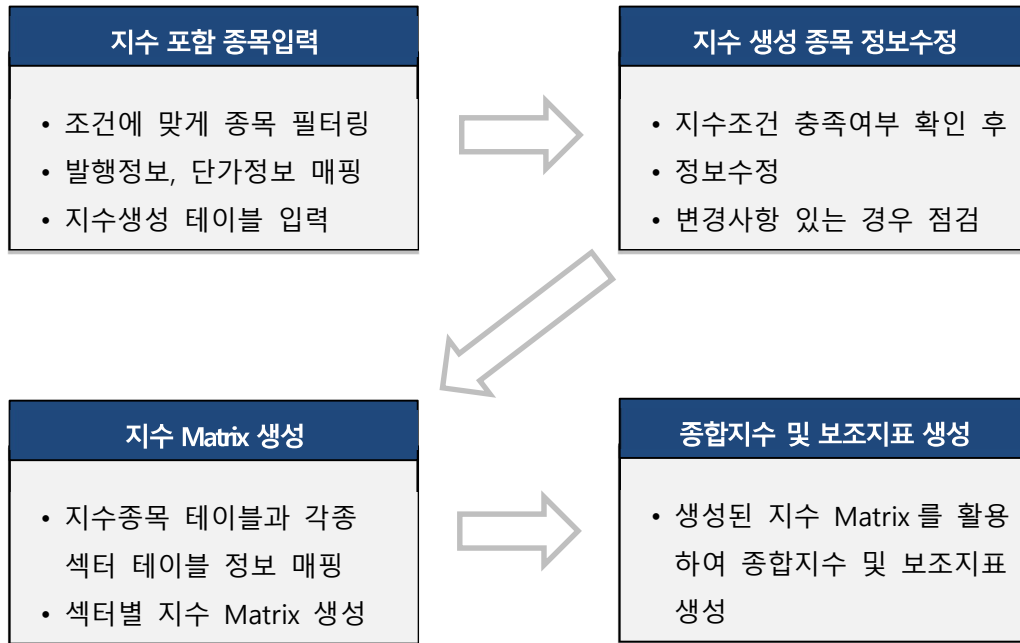 지수 포함 종목입력
• 조건에 맞게 종목 필터링
• 발행정보, 단가정보 매핑
• 지수생성 테이블 입력
지수 생성 종목 정보수정
• 지수조건 충족여부 확인 후
• 정보수정
• 변경사항 있는 경우 점검
지수 Matrix 생성
• 지수종목 테이블과 각종
섹터 테이블 정보 매핑
• 섹터별 지수 Matrix 생성
종합지수 및 보조지표 생성
• 생성된 지수 Matrix 를 활용
하여 종합지수 및 보조지표
생성